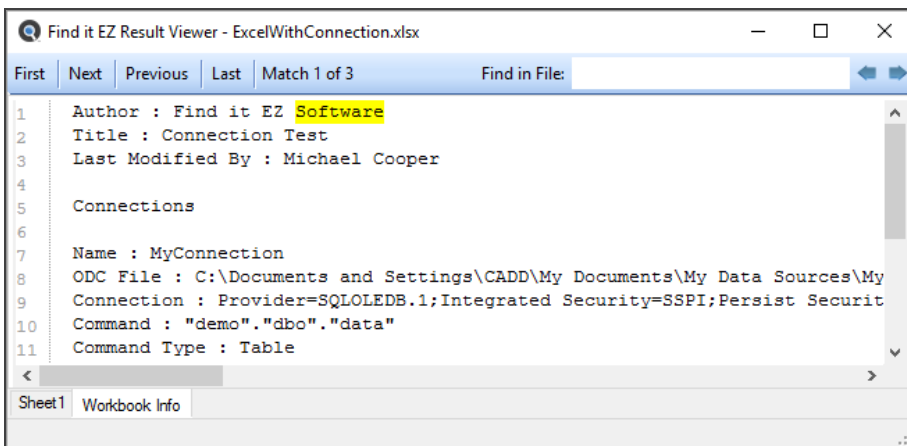 Find it EZ Result Viewer - ExcelWithConnection.xlsx
First Next Previous Last Match 1 of 3 Find in File:
1 Author : Find it EZ Software
2 Title : Connection Test
3 Last Modified By : Michael Cooper
4
5 Connections
6
7 Name : MyConnection
8 ODC File : C:\Documents and Settings\CADD\My Documents\My Data Sources\My
9 Connection : Provider=SQLOLEDB.1;Integrated Security=SSPI;Persist Securit
10 Command : "demo"."dbo"."data"
11 Command Type : Table
Sheet1 Workbook Info